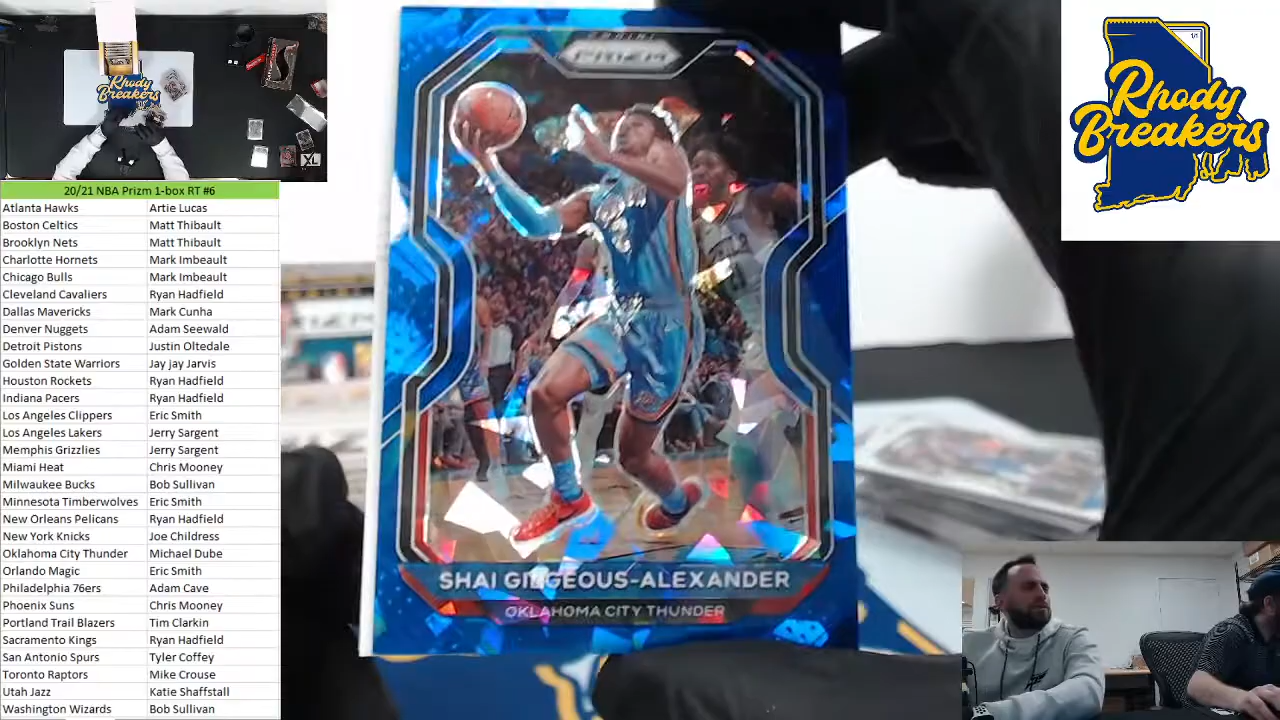 Rhody
Breakers
XL
20/21 NBA Prizm 1-box RT #6
Atlanta Hawks Artie Lucas
Boston Celtics Matt Thibault
Brooklyn Nets Matt Thibault
Charlotte Hornets Mark Imbeault
Chicago Bulls Mark Imbeault
Cleveland Cavaliers Ryan Hadfield
Dallas Mavericks Mark Cunha
Denver Nuggets Adam Seewald
Detroit Pistons Justin Oltedale
Golden State Warriors Jay jay Jarvis
Houston Rockets Ryan Hadfield
Indiana Pacers Ryan Hadfield
Los Angeles Clippers Eric Smith
Los Angeles Lakers Jerry Sargent
Memphis Grizzlies Jerry Sargent
Miami Heat Chris Mooney
Milwaukee Bucks Bob Sullivan
Minnesota Timberwolves Eric Smith
New Orleans Pelicans Ryan Hadfield
New York Knicks Joe Childress
Oklahoma City Thunder Michael Dube
Orlando Magic Eric Smith
Philadelphia 76ers Adam Cave
Phoenix Suns Chris Mooney
Portland Trail Blazers Tim Clarkin
Sacramento Kings Ryan Hadfield
San Antonio Spurs Tyler Coffey
Toronto Raptors Mike Crouse
Utah Jazz Katie Shaffstall
Washington Wizards Bob Sullivan
PANINI
PRIZM
SHAI GILGEOUS-ALEXANDER
OKLAHOMA CITY THUNDER
1/1
Rhody
Breakers